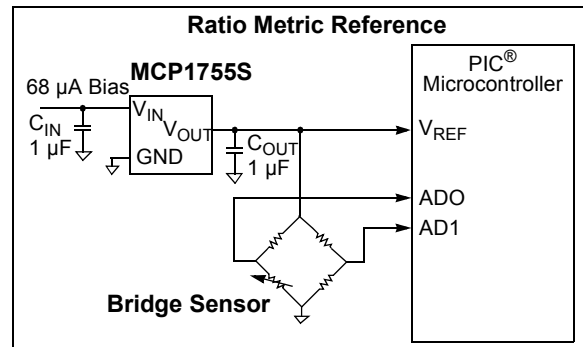 Ratio Metric Reference
PIC®
Microcontroller
MCP1755S
68 µA Bias
VIN
VOUT
GND
CIN
1 µF
COUT
1 µF
VREF
ADO
AD1
Bridge Sensor